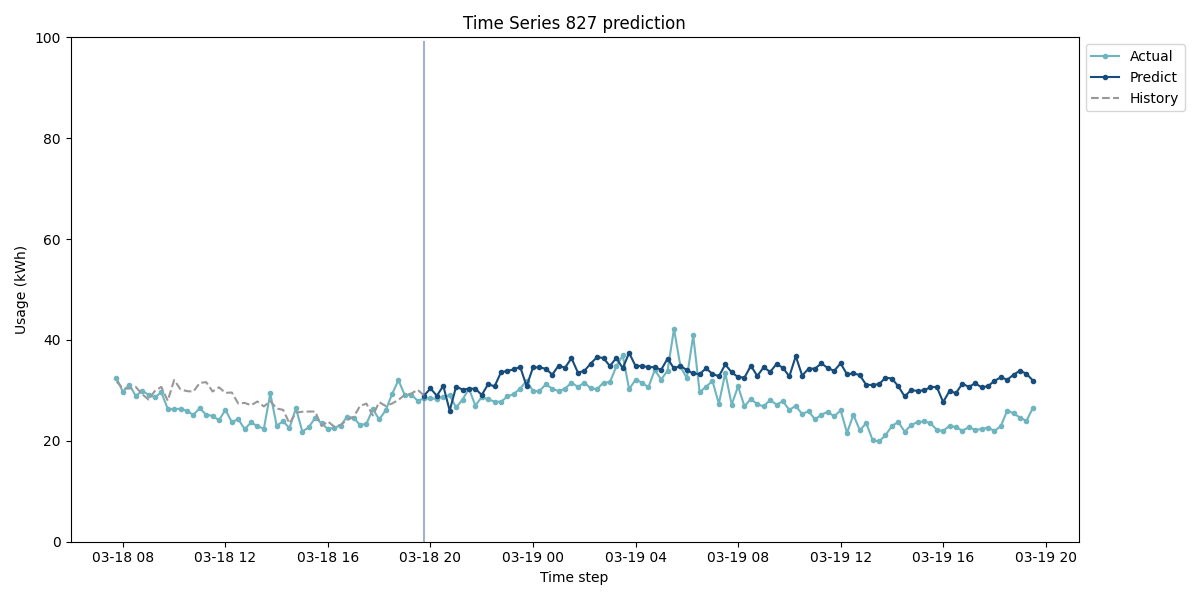 Time Series 827 prediction
100
80
60
40
20
0
Usage (kWh)
03-18 08 03-18 12 03-18 16 03-18 20 03-19 00 03-19 04 03-19 08 03-19 12 03-19 16 03-19 20
Time step
Actual
Predict
History